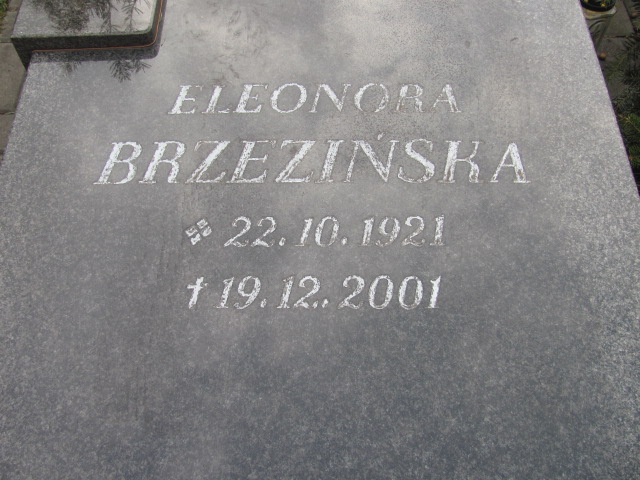 ELEONORA
BRZEZIŃSKA
* 22.10.1921
† 19.12.2001